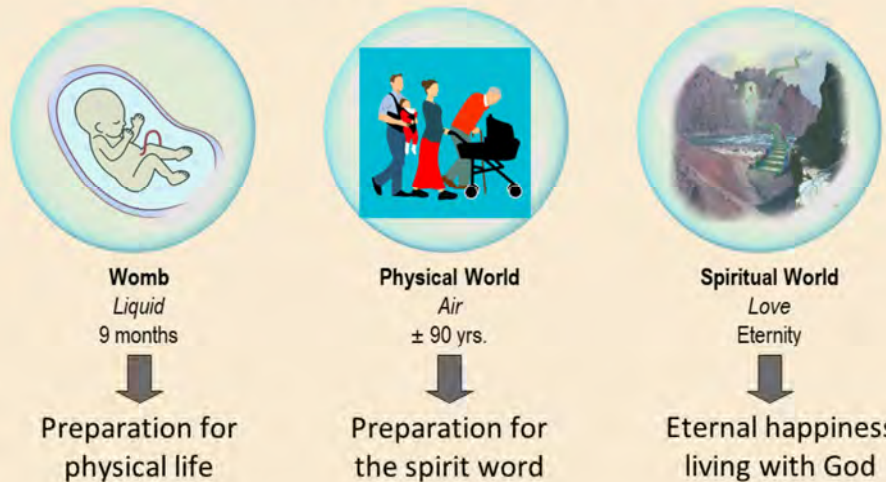 Womb
Liquid
9 months
Preparation for
physical life
Physical World
Air
± 90 yrs.
Preparation for
the spirit word
Spiritual World
Love
Eternity
Eternal happiness
living with God